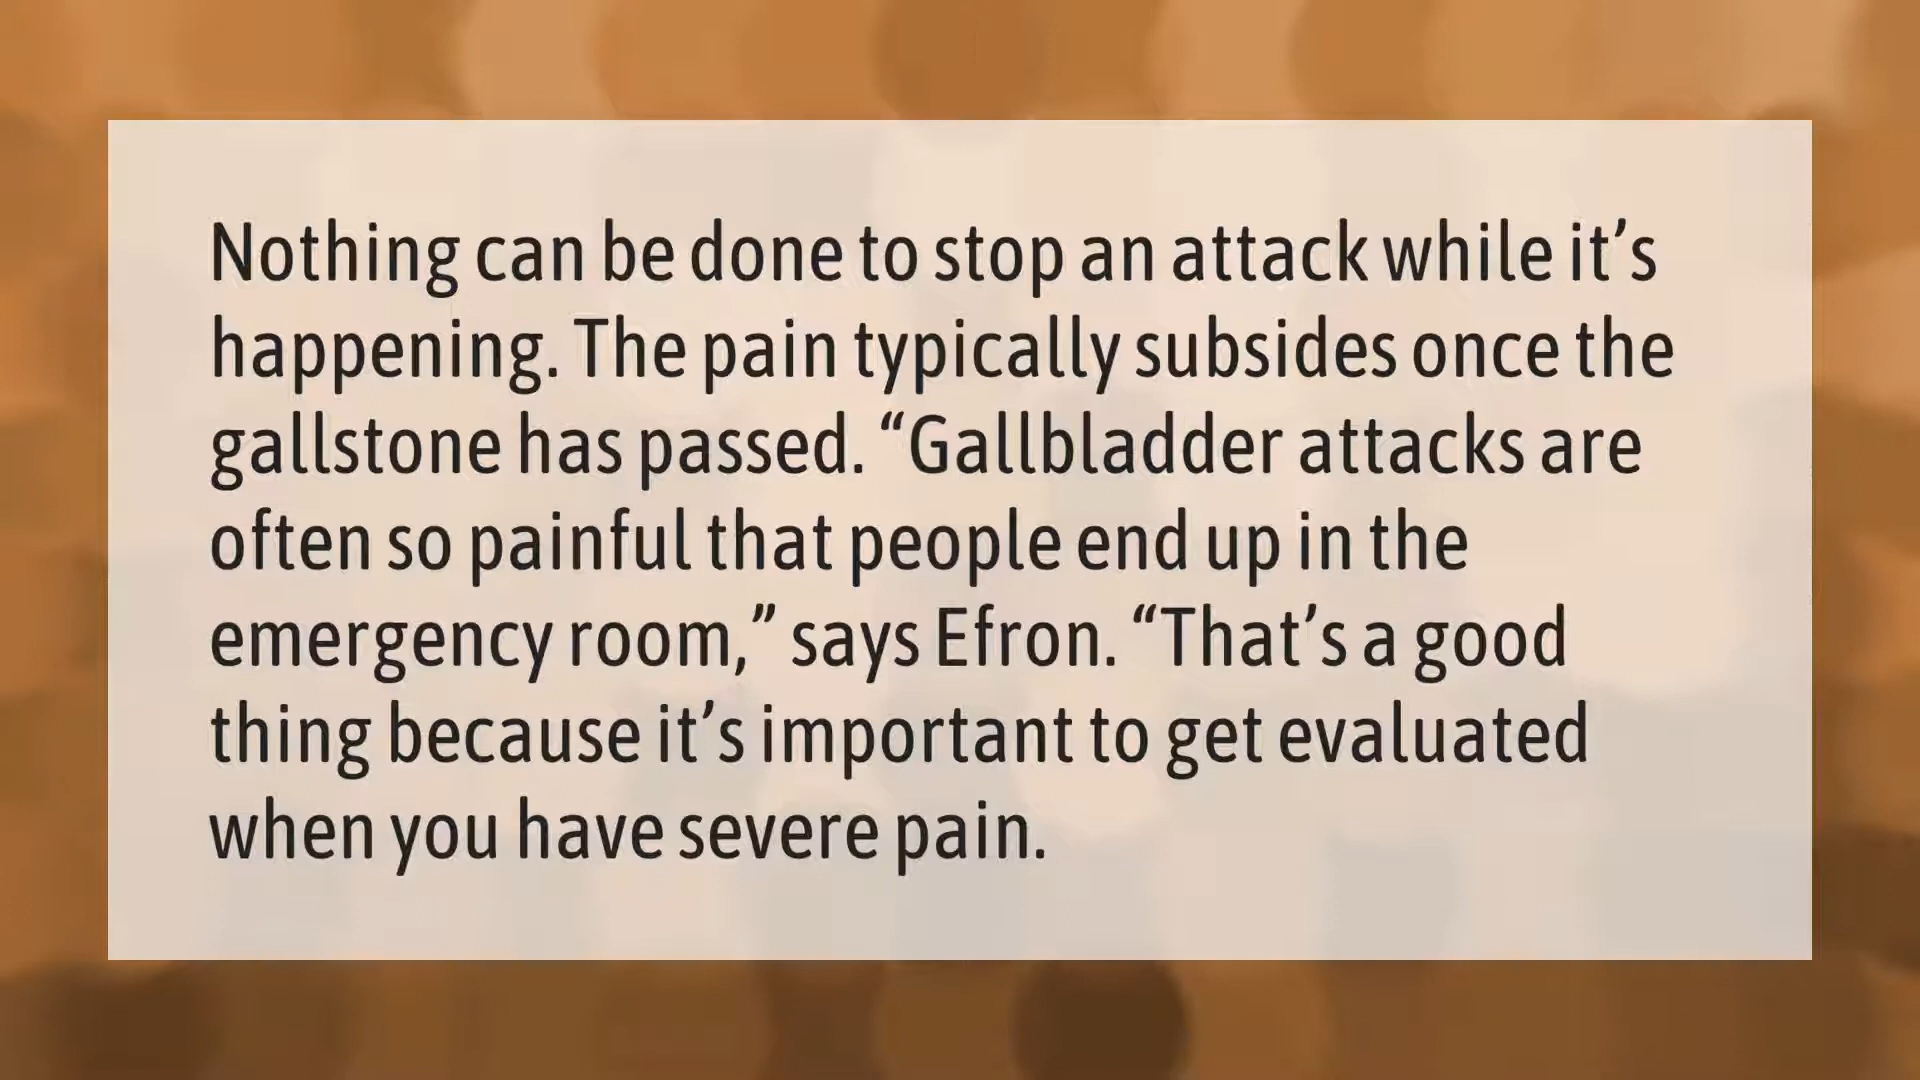 Nothing can be done to stop an attack while it’s
happening. The pain typically subsides once the
gallstone has passed. “Gallbladder attacks are
often so painful that people end up in the
emergency room,” says Efron. “That’s a good
thing because it’s important to get evaluated
when you have severe pain.